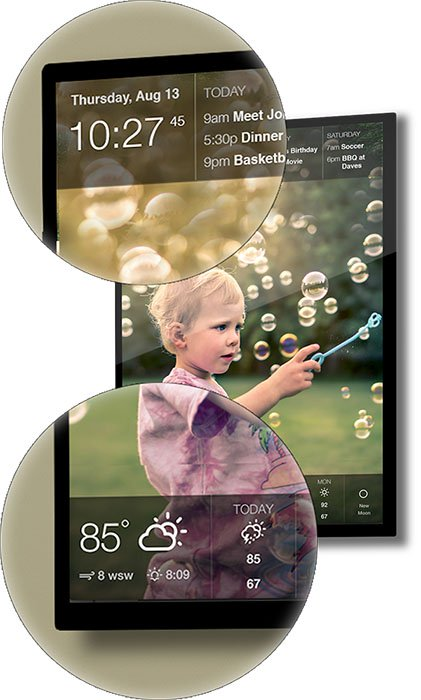 Thursday, Aug 13
10:27 45
TODAY
9am Meet Jo
5:30p Dinner
9pm Basketb
Birthday
Movie
SATURDAY
7am Soccer
6pm BBQ at
Daves
85°
8 wsw
8:09
TODAY
85
67
MON
92
67
New
Moon